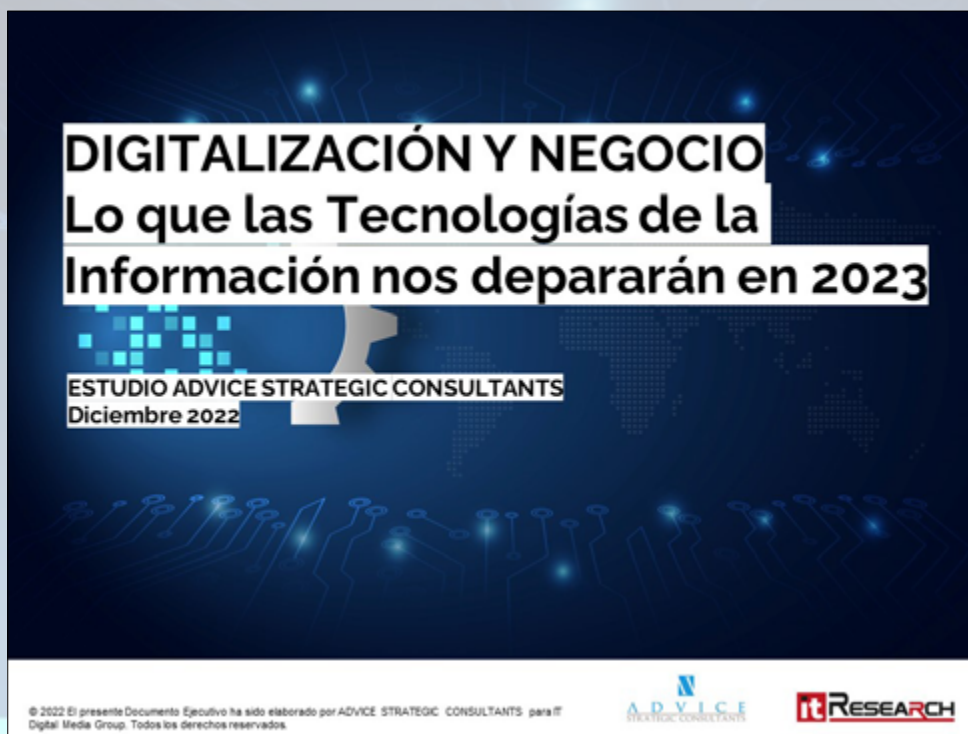 DIGITALIZACIÓN Y NEGOCIO
Lo que las Tecnologías de la
Información nos depararán en 2023
ESTUDIO ADVICE STRATEGIC CONSULTANTS
Diciembre 2022
© 2022 El presente Documento Ejecutivo ha sido elaborado por ADVICE STRATEGIC CONSULTANTS para IT
Digital Media Group. Todos los derechos reservados.
ADVICE
STRATEGIC CONSULTANTS
it RESEARCH